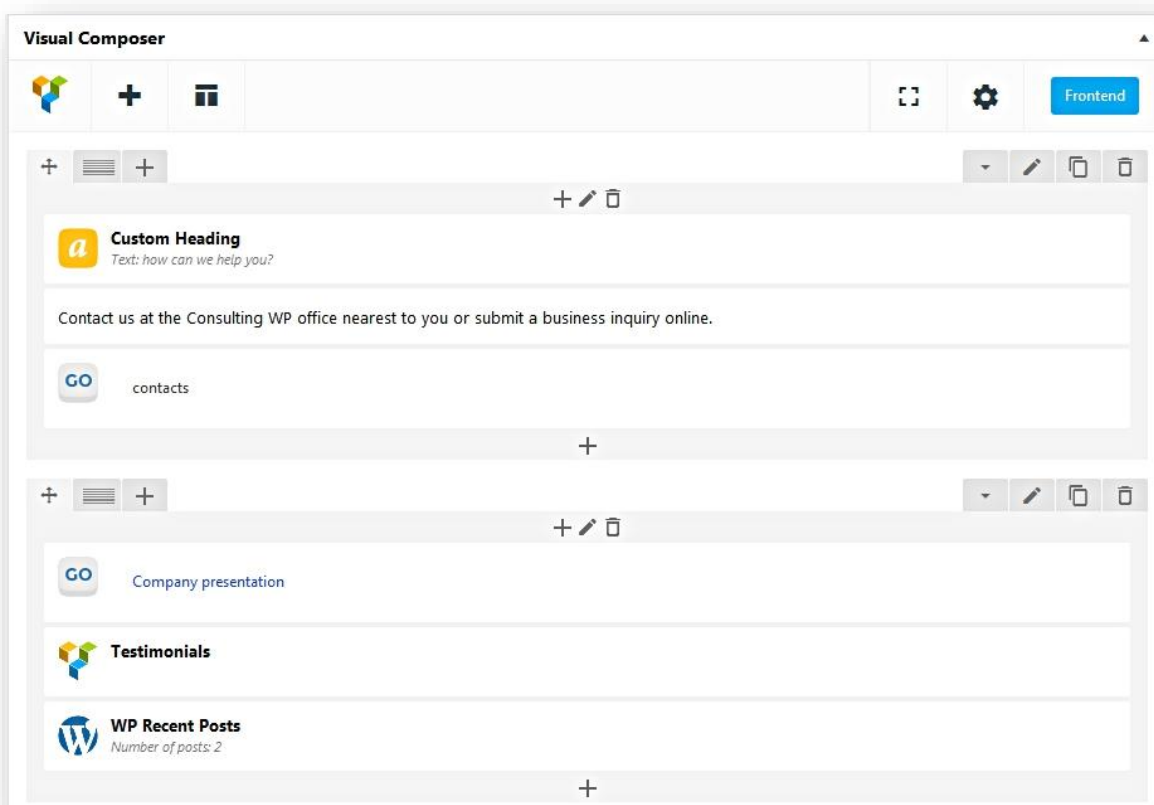 Visual Composer
Frontend
a
Custom Heading
Text: how can we help you?
Contact us at the Consulting WP office nearest to you or submit a business inquiry online.
GO
contacts
GO
Company presentation
Testimonials
W
WP Recent Posts
Number of posts: 2